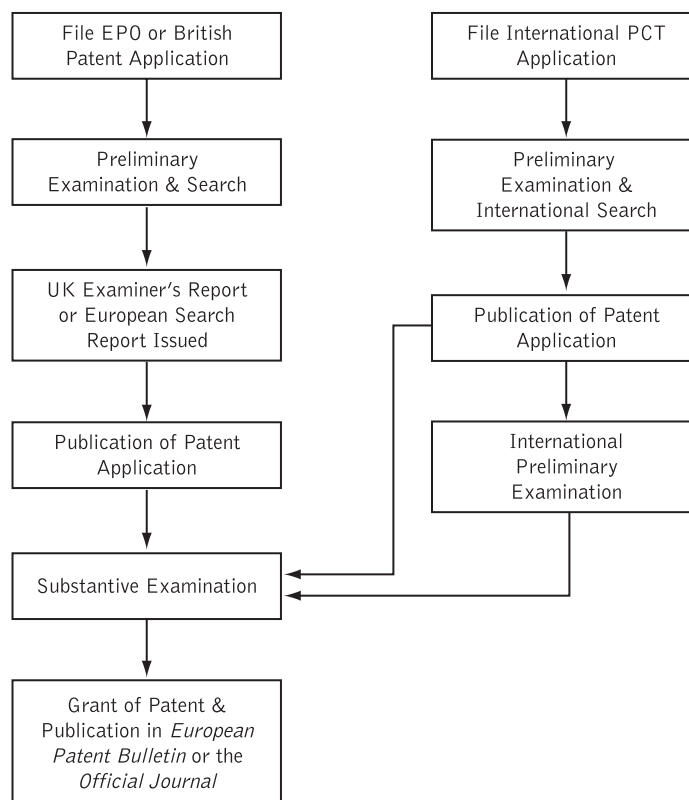 File EPO or British
Patent Application
Preliminary
Examination & Search
UK Examiner’s Report
or European Search
Report Issued
Publication of Patent
Application
Substantive Examination
Grant of Patent &
Publication in European
Patent Bulletin or the
Official Journal
File International PCT
Application
Preliminary
Examination &
International Search
Publication of Patent
Application
International
Preliminary
Examination